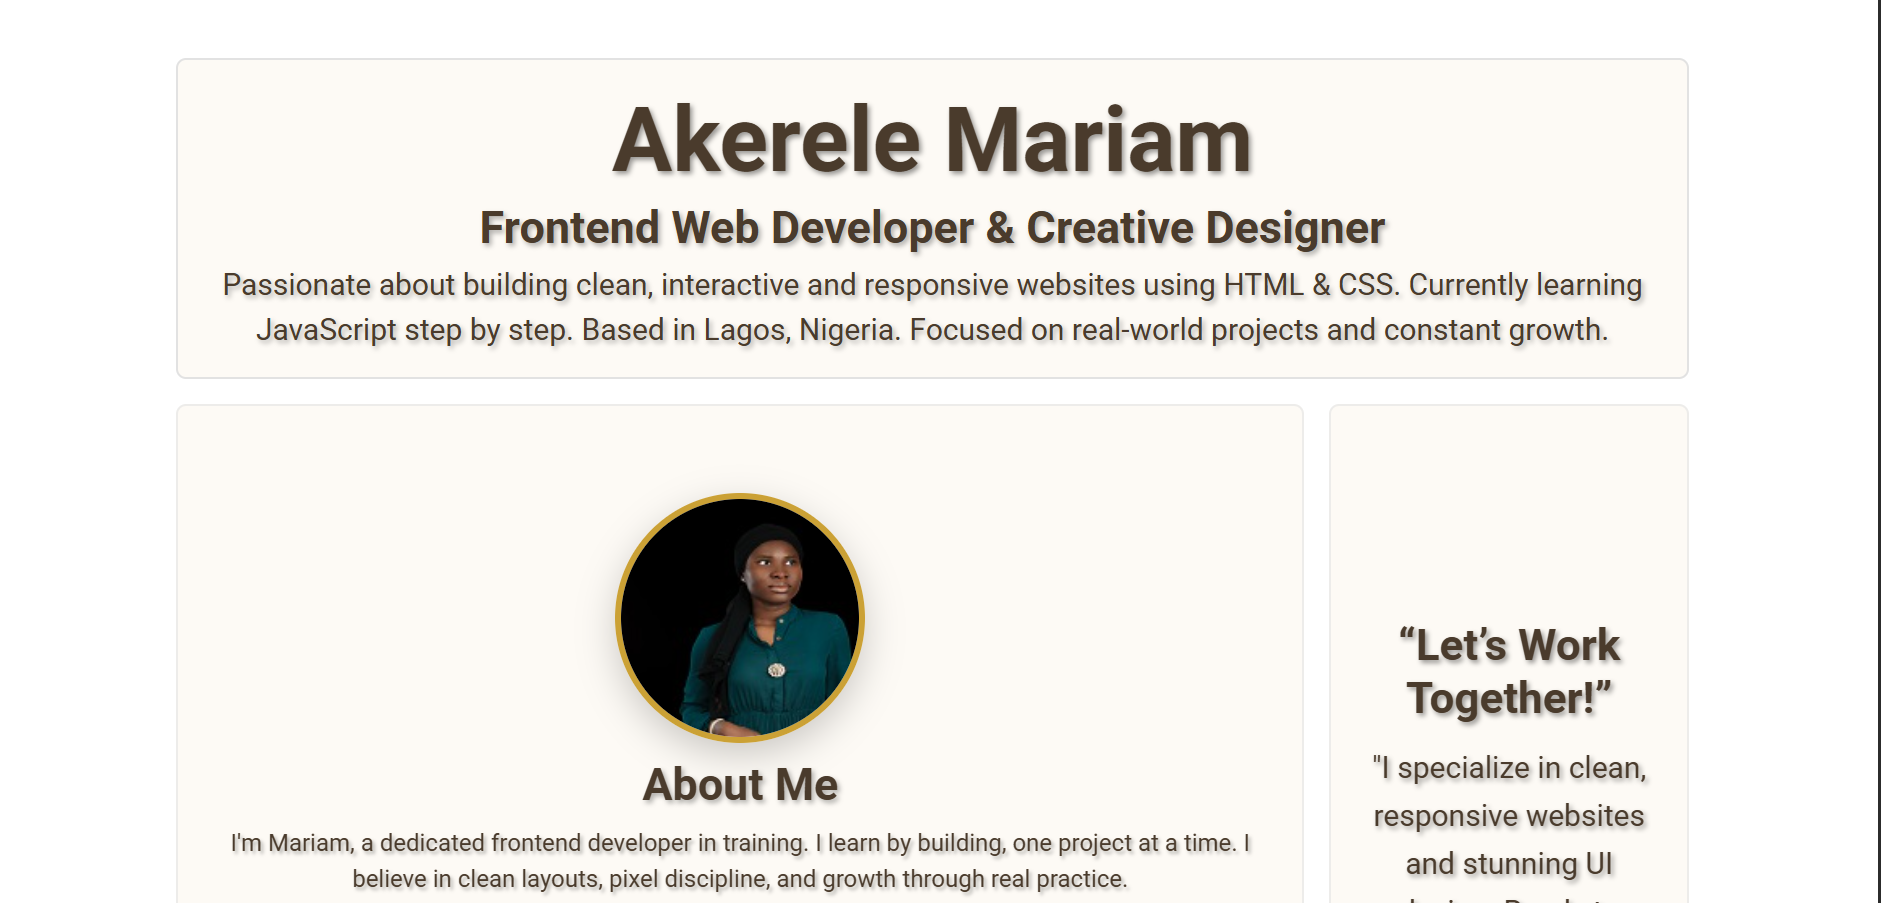 Akerele Mariam
Frontend Web Developer & Creative Designer
Passionate about building clean, interactive and responsive websites using HTML & CSS. Currently learning
JavaScript step by step. Based in Lagos, Nigeria. Focused on real-world projects and constant growth.
About Me
I'm Mariam, a dedicated frontend developer in training. I learn by building, one project at a time. I
believe in clean layouts, pixel discipline, and growth through real practice.
“Let’s Work
Together!”
"I specialize in clean,
responsive websites
and stunning UI